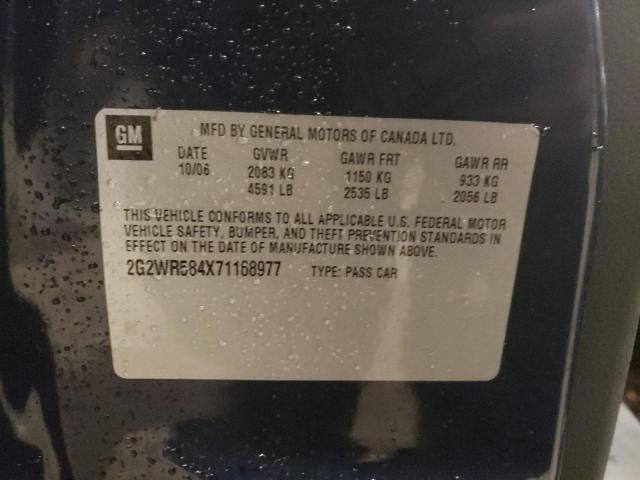 GM
MFD BY GENERAL MOTORS OF CANADA LTD.
DATE GVWR GAWR FRT GAWR RR
10/06 2083 KG 1150 KG 933 KG
4591 LB 2535 LB 2056 LB
THIS VEHICLE CONFORMS TO ALL APPLICABLE U.S. FEDERAL MOTOR
VEHICLE SAFETY, BUMPER, AND THEFT PREVENTION STANDARDS IN
EFFECT ON THE DATE OF MANUFACTURE SHOWN ABOVE.
2G2WR584X71168977 TYPE: PASS CAR